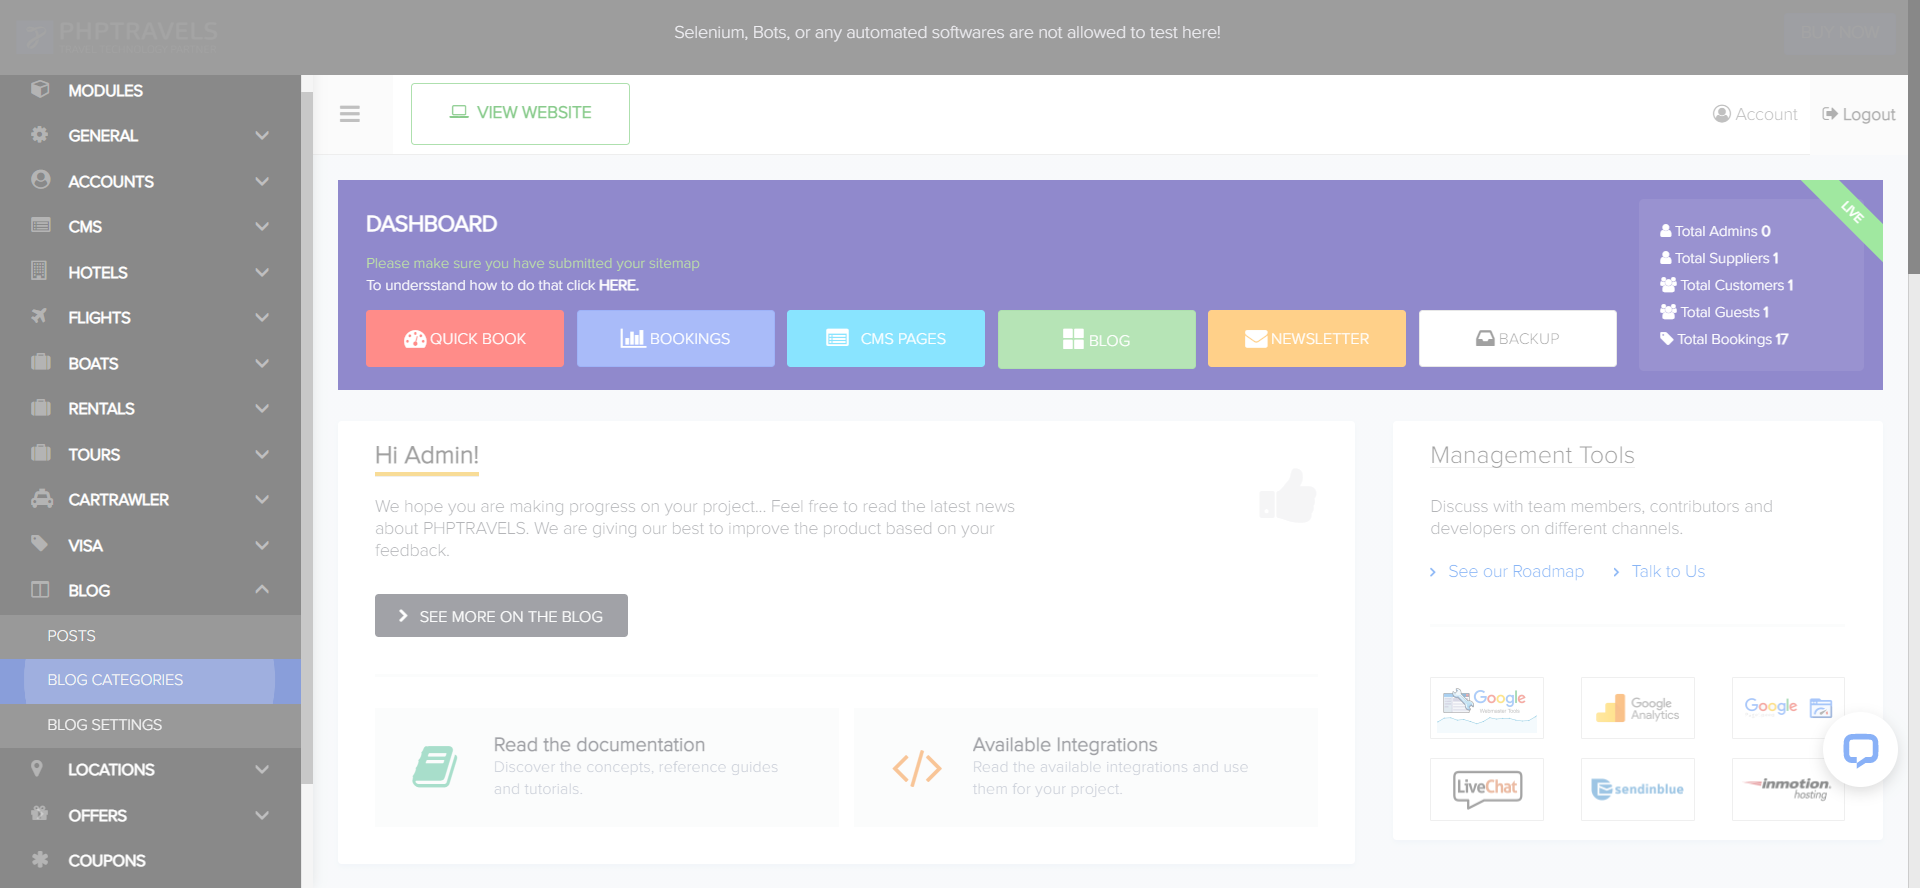 PHPTRAVELS
Selenium, Bots, or any automated softwares are not allowed to test here!
BUY NOW
MODULES
GENERAL
ACCOUNTS
CMS
HOTELS
FLIGHTS
BOATS
RENTALS
TOURS
CARTRAWLER
VISA
BLOG
POSTS
BLOG CATEGORIES
BLOG SETTINGS
LOCATIONS
OFFERS
COUPONS
VIEW WEBSITE
Account
Logout
DASHBOARD
Please make sure you have submitted your sitemap
To undersstand how to do that click HERE.
QUICK BOOK
BOOKINGS
CMS PAGES
BLOG
NEWSLETTER
BACKUP
Total Admins 0
Total Suppliers 1
Total Customers 1
Total Guests 1
Total Bookings 17
LIVE
Hi Admin!
We hope you are making progress on your project... Feel free to read the latest news
about PHPTRAVELS. We are giving our best to improve the product based on your
feedback.
SEE MORE ON THE BLOG
Read the documentation
Discover the concepts, reference guides
and tutorials.
Available Integrations
Read the available integrations and use
them for your project.
Management Tools
Discuss with team members, contributors and
developers on different channels.
See our Roadmap
Talk to Us
Google
Webmaster Tools
Google
Analytics
Google
LiveChat
sendinblue
inmotion
hosting